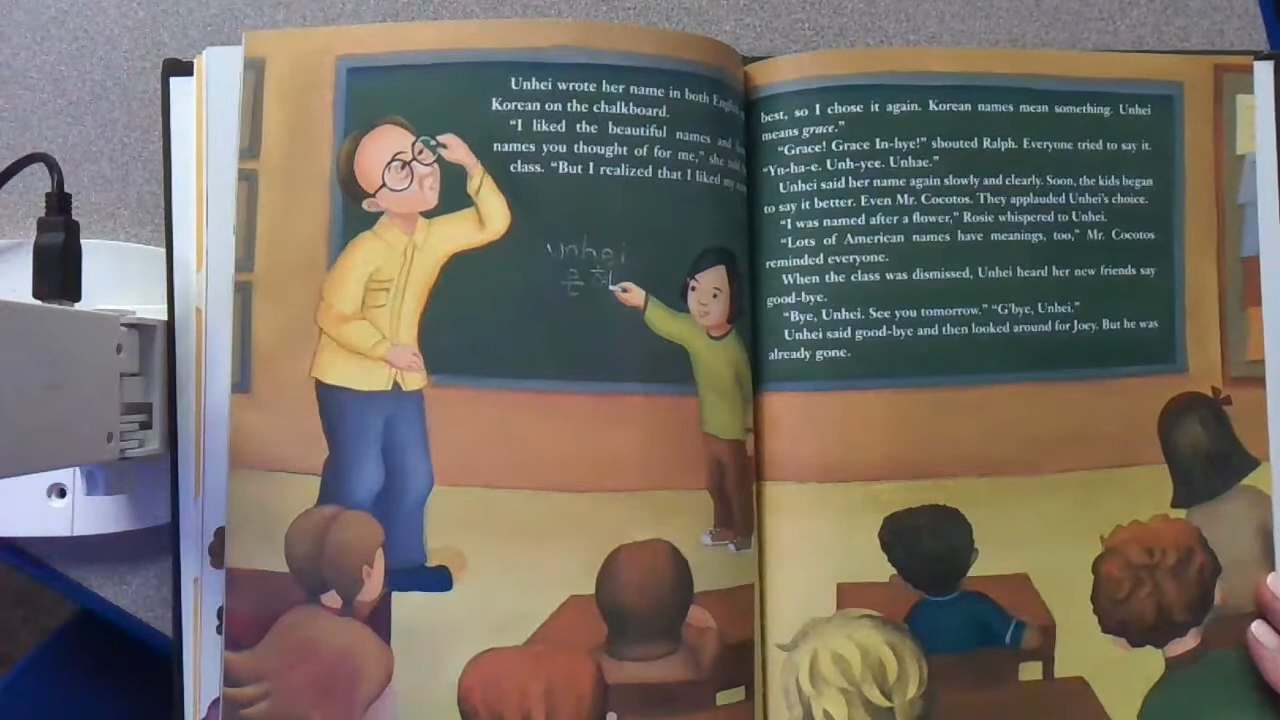 Unhei wrote her name in both
Korean on the chalkboard.
"I liked the beautiful names and
names you thought of for me," she
class. "But I realized that I liked my
unhei
은혜
best, so I chose it again. Korean names mean something. Unhei
means grace."
"Grace! Grace In-hye!" shouted Ralph. Everyone tried to say it.
"Yn-ha-e. Unh-yee. Unhae."
Unhei said her name again slowly and clearly. Soon, the kids began
to say it better. Even Mr. Cocotos. They applauded Unhei's choice.
"I was named after a flower," Rosie whispered to Unhei.
"Lots of American names have meanings, too," Mr. Cocotos
reminded everyone.
When the class was dismissed, Unhei heard her new friends say
good-bye.
"Bye, Unhei. See you tomorrow." "G'bye, Unhei."
Unhei said good-bye and then looked around for Joey. But he was
already gone.